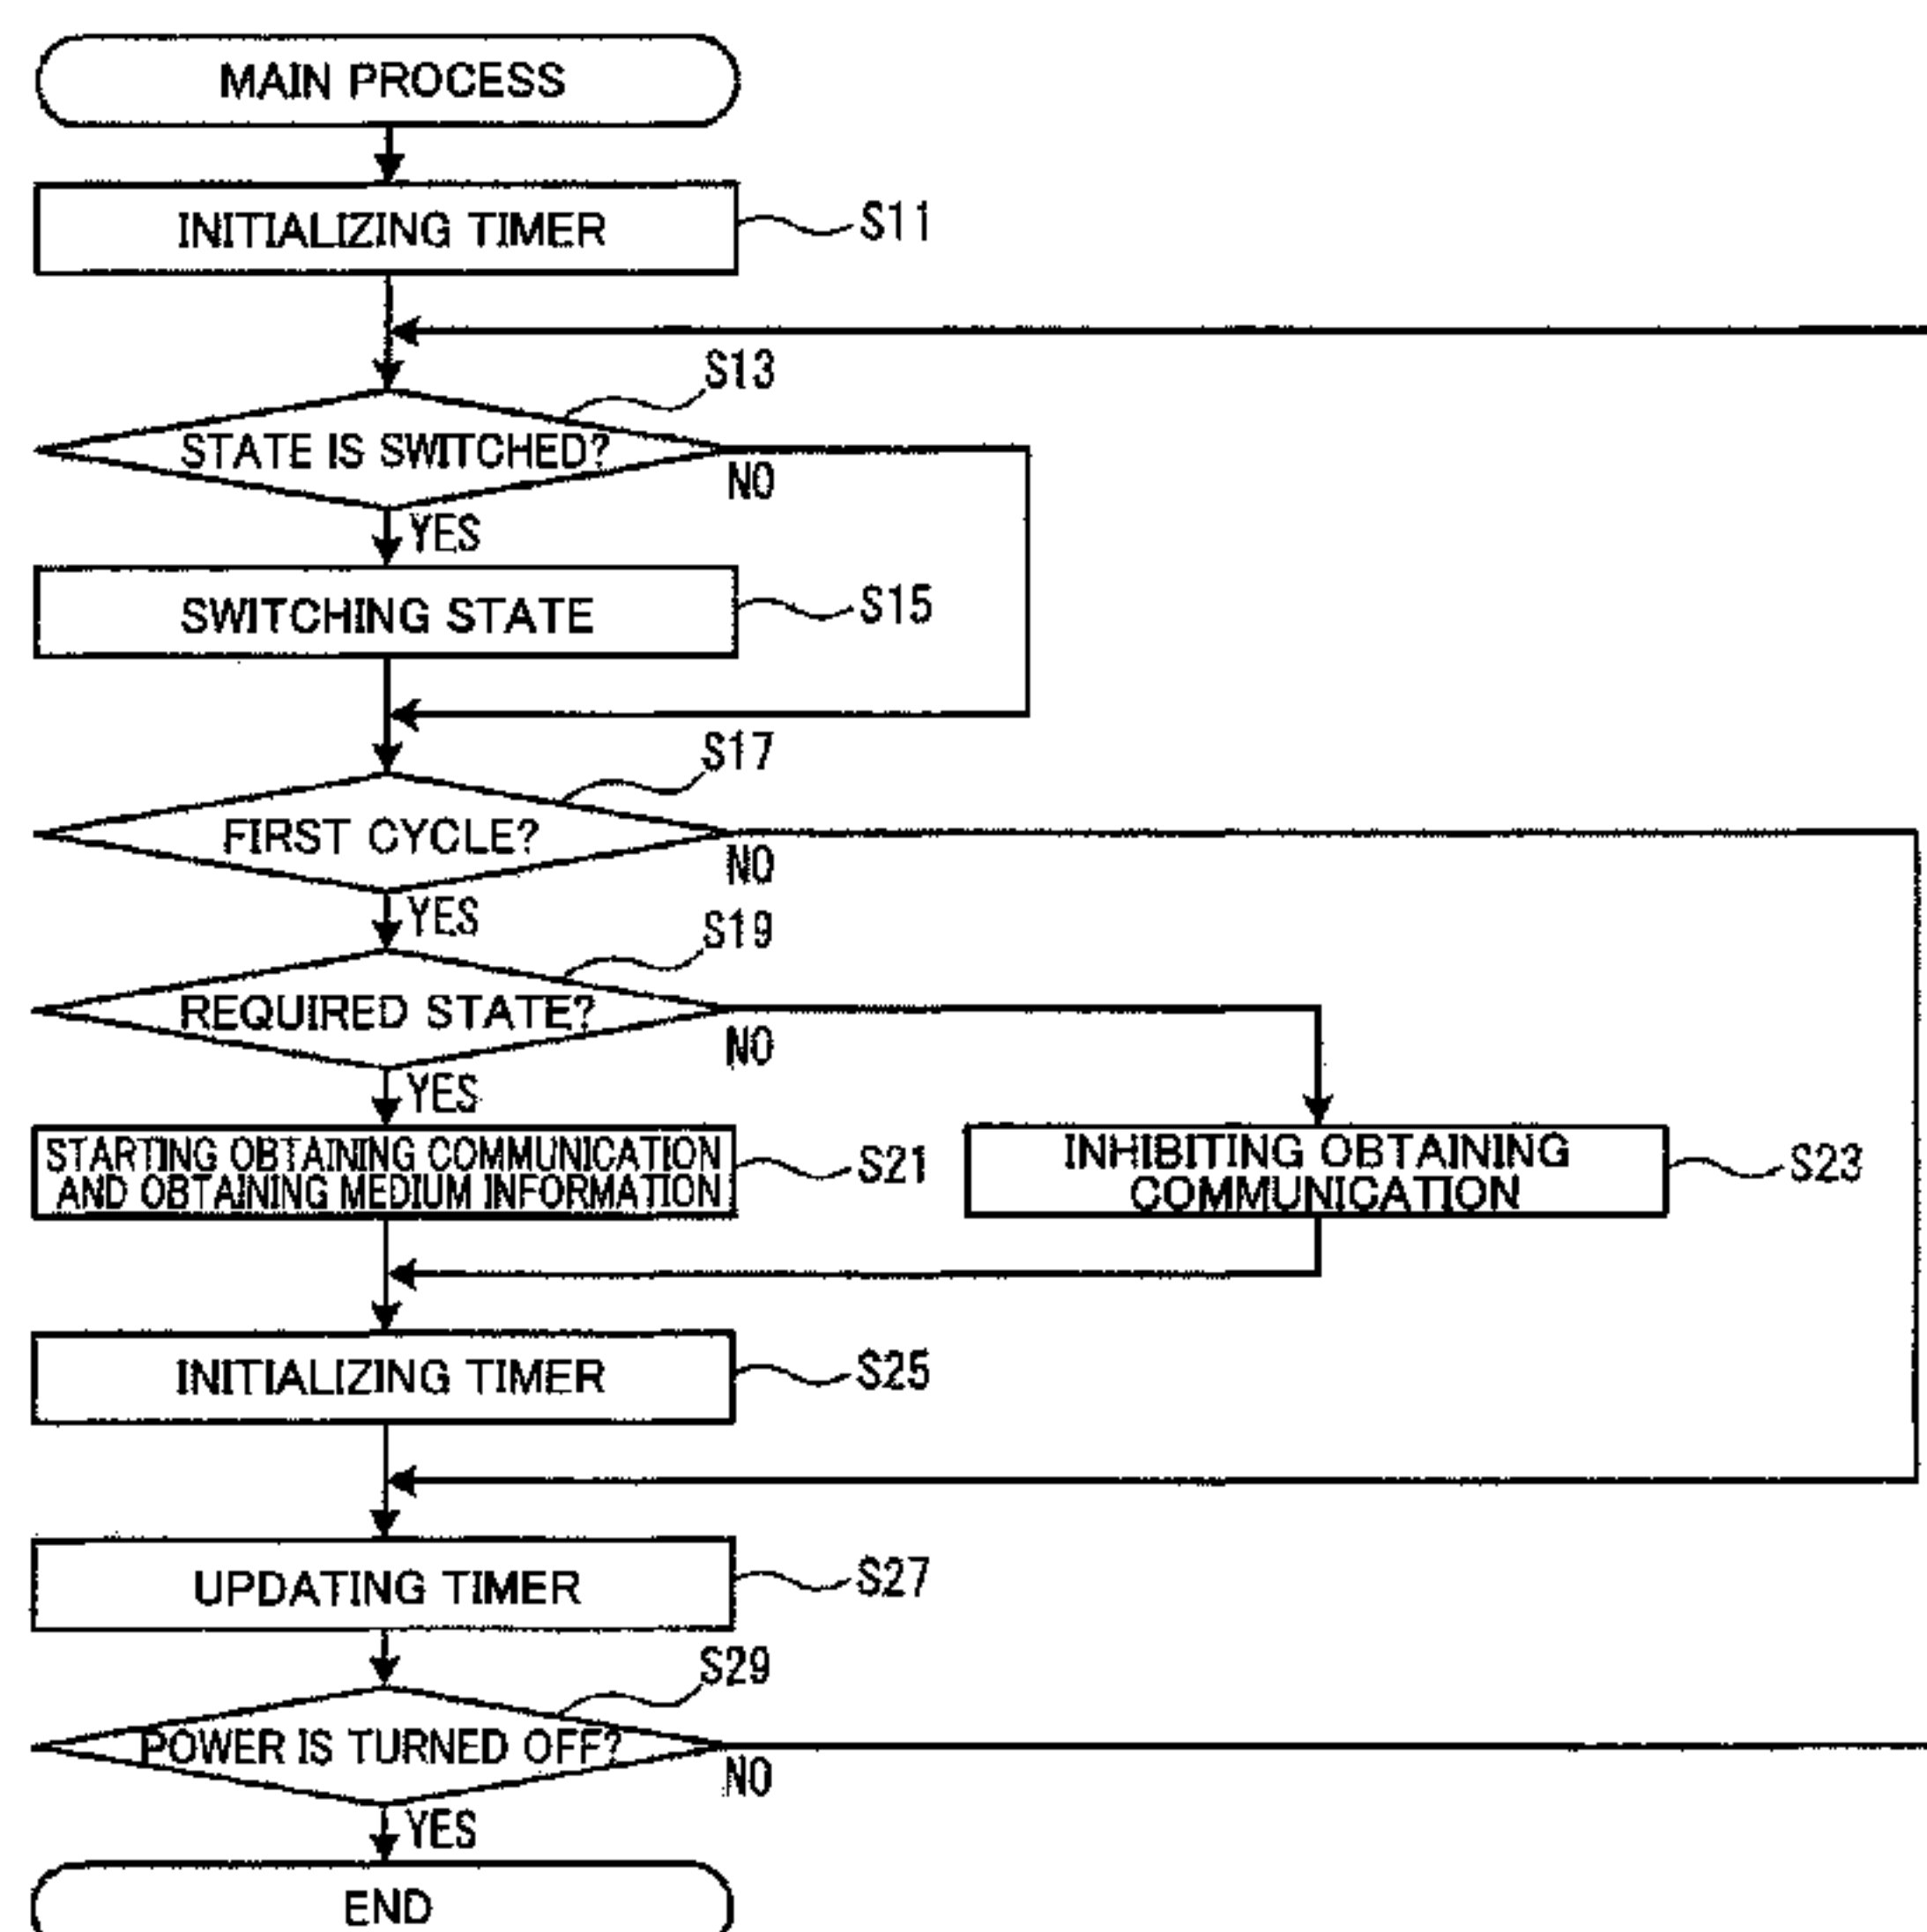 MAIN PROCESS
INITIALIZING TIMER
S11
S13
STATE IS SWITCHED?
NO
YES
SWITCHING STATE
S15
S17
FIRST CYCLE?
NO
YES
S19
REQUIRED STATE?
NO
YES
STARTING OBTAINING COMMUNICATION
AND OBTAINING MEDIUM INFORMATION
S21
INHIBITING OBTAINING
COMMUNICATION
S23
INITIALIZING TIMER
S25
UPDATING TIMER
S27
S29
POWER IS TURNED OFF?
NO
YES
END